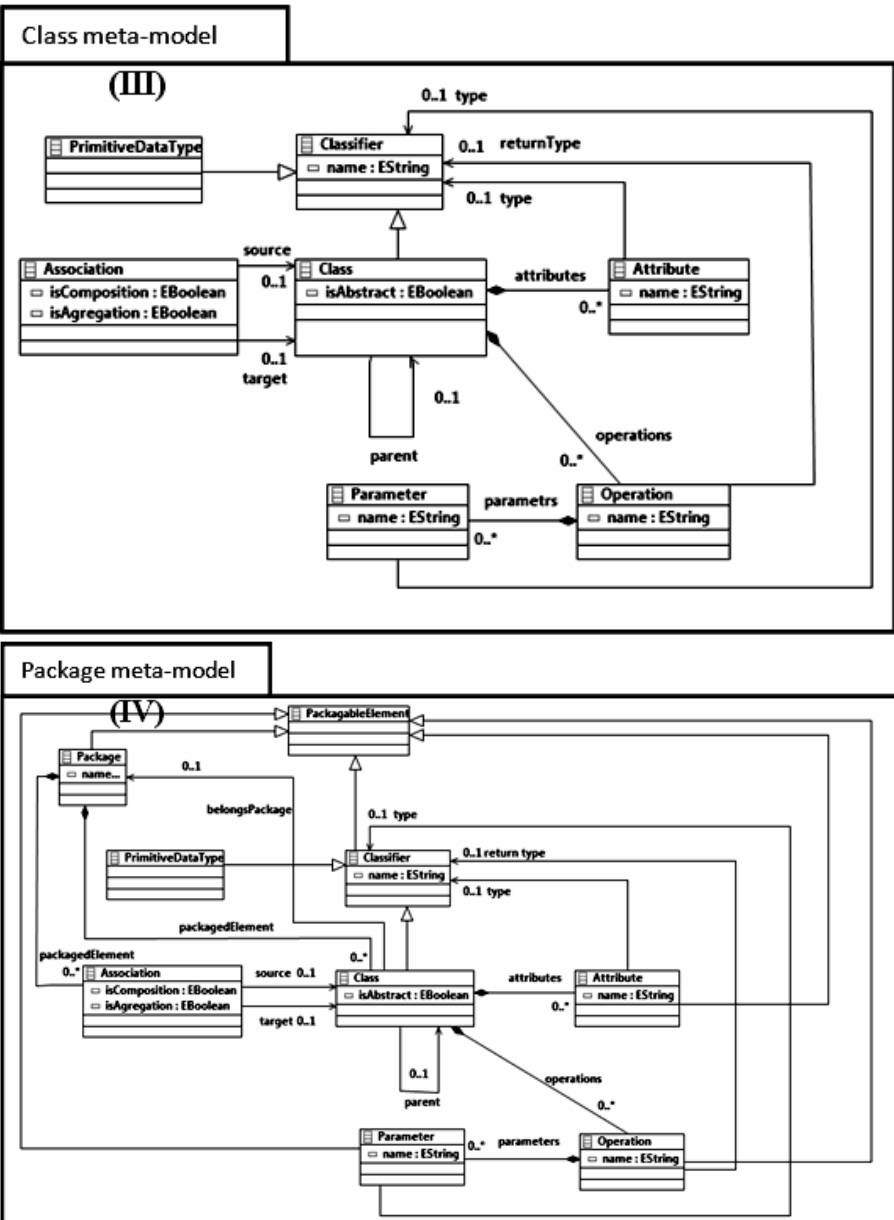 Class meta-model
(III)
0..1 type
PrimitiveDataType
Classifier
name : EString
0..1 returnType
0..1 type
source
0..1
Association
isComposition : EBoolean
isAgregation : EBoolean
Class
isAbstract : EBoolean
attributes
0..*
Attribute
name : EString
0..1
target
0..1
parent
operations
0..*
Parameter
name : EString
parametrs
0..*
Operation
name : EString
Package meta-model
(IV)
PackagableElement
Package
name...
0..1
belongsPackage
0..1 type
PrimitiveDataType
Classifier
name : EString
0..1 return type
0..1 type
packagedElement
packagedElement
0..*
0..*
Association
isComposition : EBoolean
isAgregation : EBoolean
source 0..1
target 0..1
Class
isAbstract : EBoolean
attributes
0..*
Attribute
name : EString
0..1
parent
operations
0..*
Parameter
name : EString
0..*
parameters
Operation
name : EString